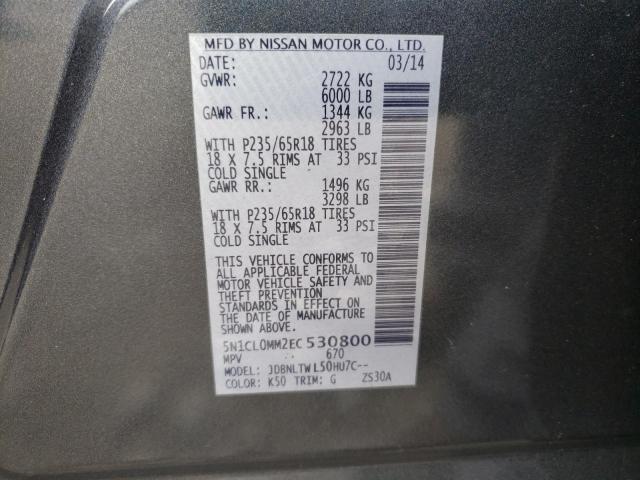 MFD BY NISSAN MOTOR CO., LTD.
DATE: 03/14
GVWR: 2722 KG
6000 LB
GAWR FR.: 1344 KG
2963 LB
WITH P235/65R18 TIRES
18 X 7.5 RIMS AT 33 PSI
COLD SINGLE
GAWR RR.: 1496 KG
3298 LB
WITH P235/65R18 TIRES
18 X 7.5 RIMS AT 33 PSI
COLD SINGLE
THIS VEHICLE CONFORMS TO
ALL APPLICABLE FEDERAL
MOTOR VEHICLE SAFETY AND
THEFT PREVENTION
STANDARDS IN EFFECT ON
THE DATE OF MANUFACTURE
SHOWN ABOVE.
5N1CL0MM2EC 530800
MPV 670
MODEL: JDBNLTWL50HU7C--
COLOR: K50 TRIM: G ZS30A